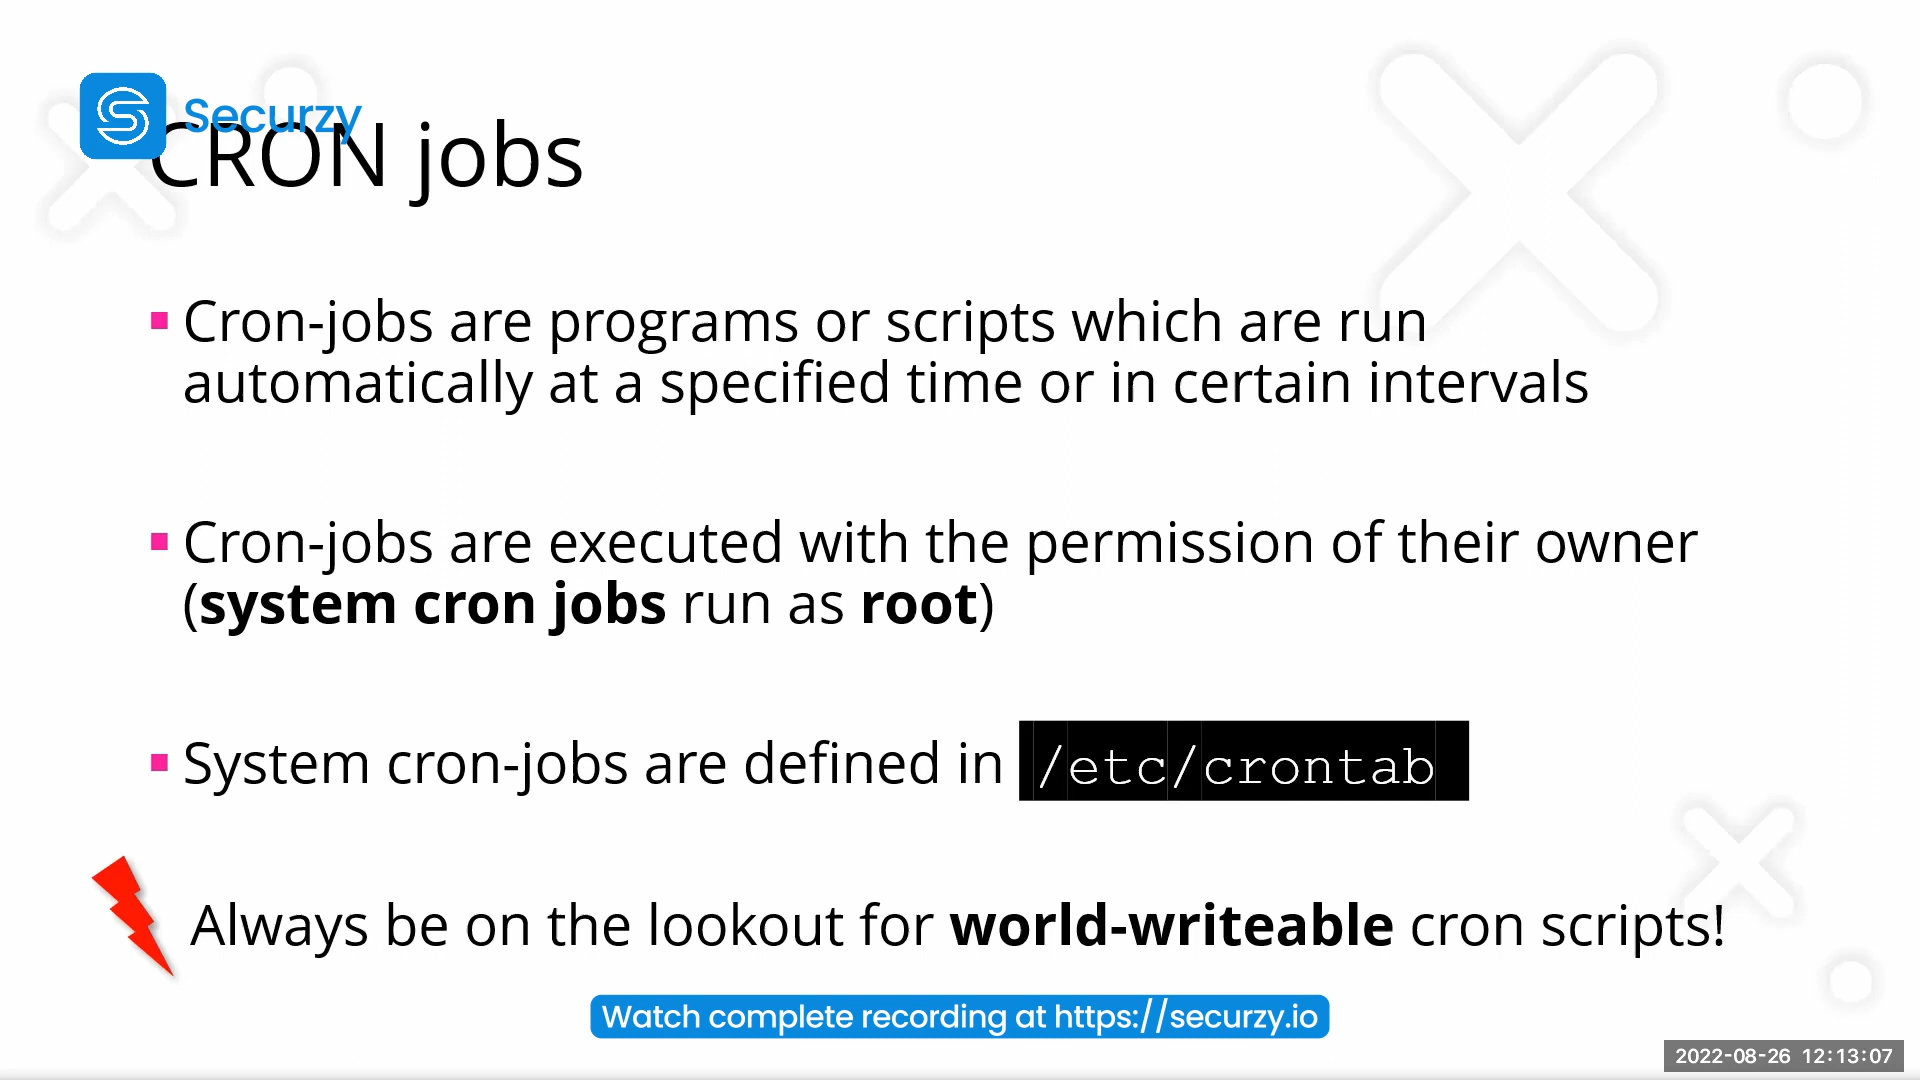 Securzy
CRON jobs
Cron-jobs are programs or scripts which are run
automatically at a specified time or in certain intervals
Cron-jobs are executed with the permission of their owner
(system cron jobs run as root)
System cron-jobs are defined in /etc/crontab
Always be on the lookout for world-writeable cron scripts!
Watch complete recording at https://securzy.io
2022-08-26 12:13:07